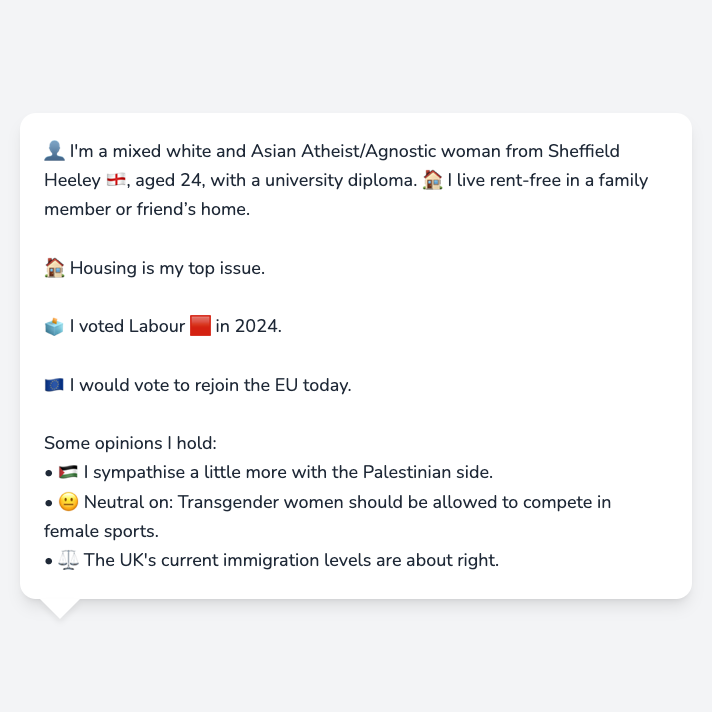 👤 I'm a mixed white and Asian Atheist/Agnostic woman from Sheffield
Heeley 🏴󠁧󠁢󠁥󠁮󠁧󠁿, aged 24, with a university diploma. 🏠 I live rent-free in a family
member or friend’s home.
🏠 Housing is my top issue.
🗳️ I voted Labour 🟥 in 2024.
🇪🇺 I would vote to rejoin the EU today.
Some opinions I hold:
• 🇵🇸 I sympathise a little more with the Palestinian side.
• 😐 Neutral on: Transgender women should be allowed to compete in
female sports.
• ⚖️ The UK's current immigration levels are about right.